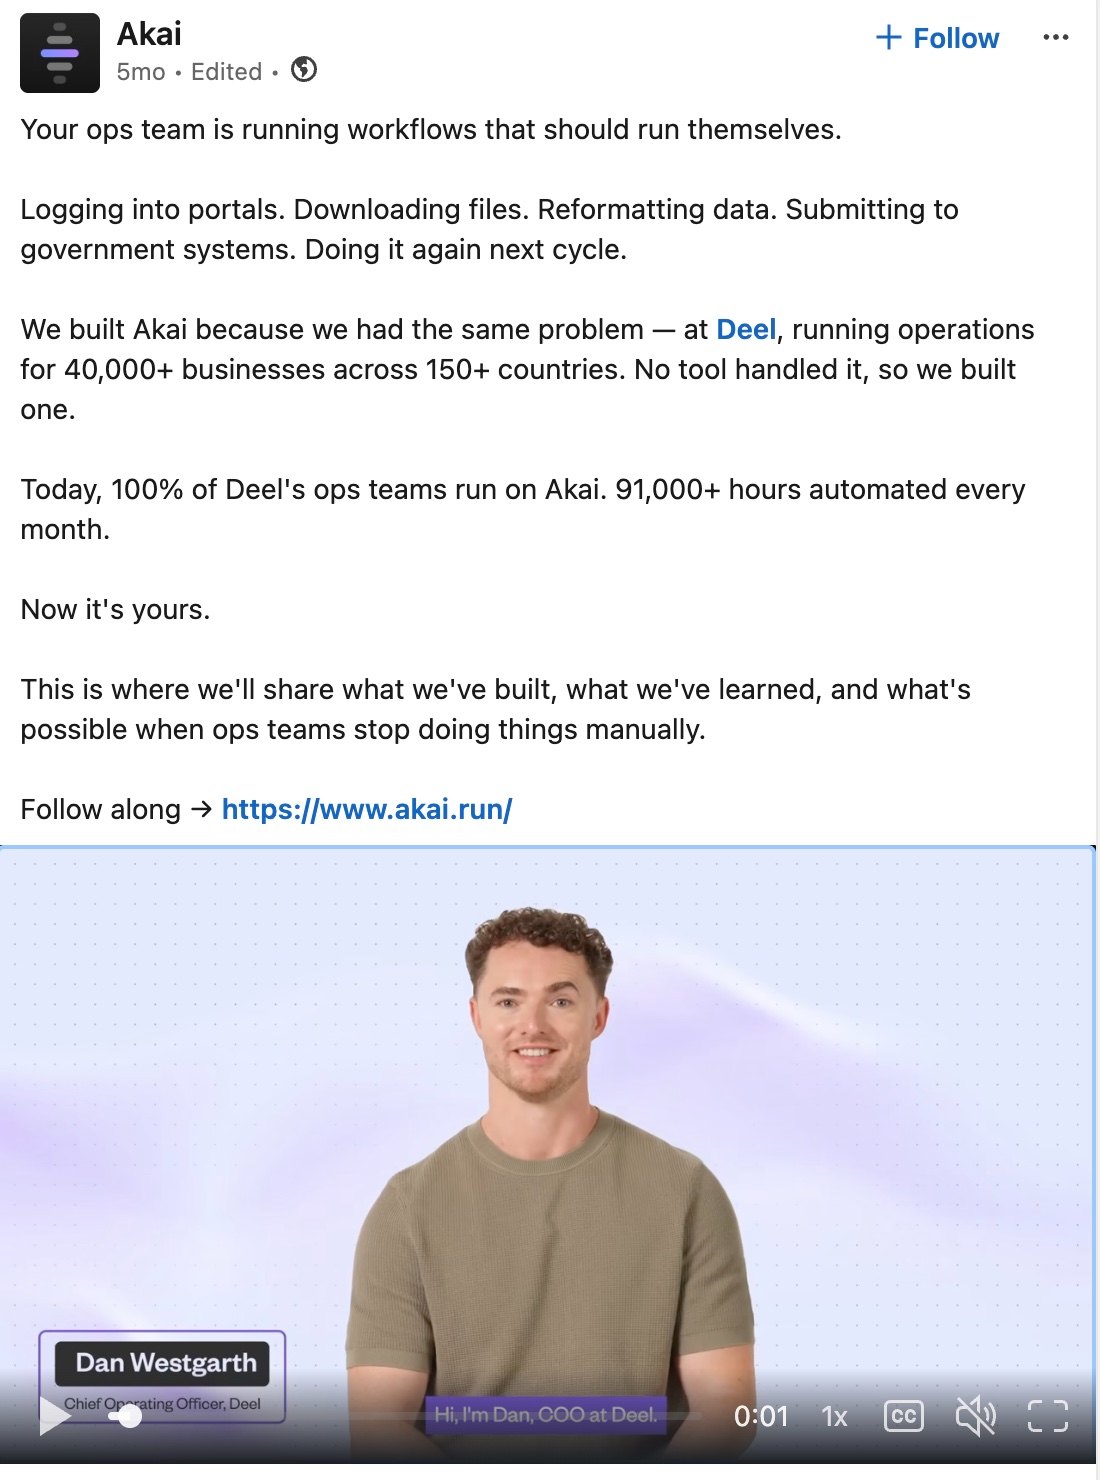 Akai
+ Follow
5mo • Edited •
Your ops team is running workflows that should run themselves.
Logging into portals. Downloading files. Reformatting data. Submitting to
government systems. Doing it again next cycle.
We built Akai because we had the same problem — at Deel, running operations
for 40,000+ businesses across 150+ countries. No tool handled it, so we built
one.
Today, 100% of Deel's ops teams run on Akai. 91,000+ hours automated every
month.
Now it's yours.
This is where we'll share what we've built, what we've learned, and what's
possible when ops teams stop doing things manually.
Follow along → https://www.akai.run/
Dan Westgarth
Chief Operating Officer, Deel
Hi, I'm Dan, COO at Deel.
0:01 1x CC